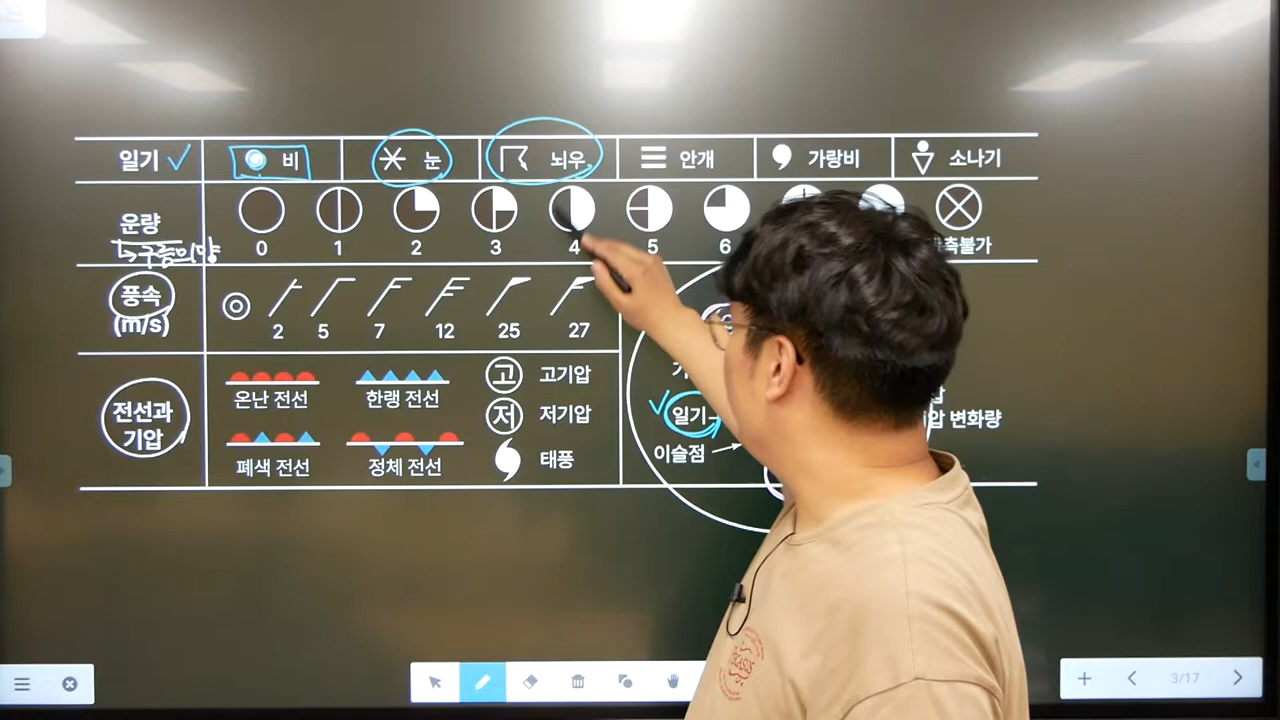 일기 비 눈 뇌우 안개 가랑비 소나기
운량
↳구름의 양
0 1 2 3 4 5 6 측불가
풍속
(m/s)
2 5 7 12 25 27
전선과
기압
온난 전선 한랭 전선 고 고기압
저 저기압
폐색 전선 정체 전선 태풍
기
일기
이슬점
압
압 변화량
3/17